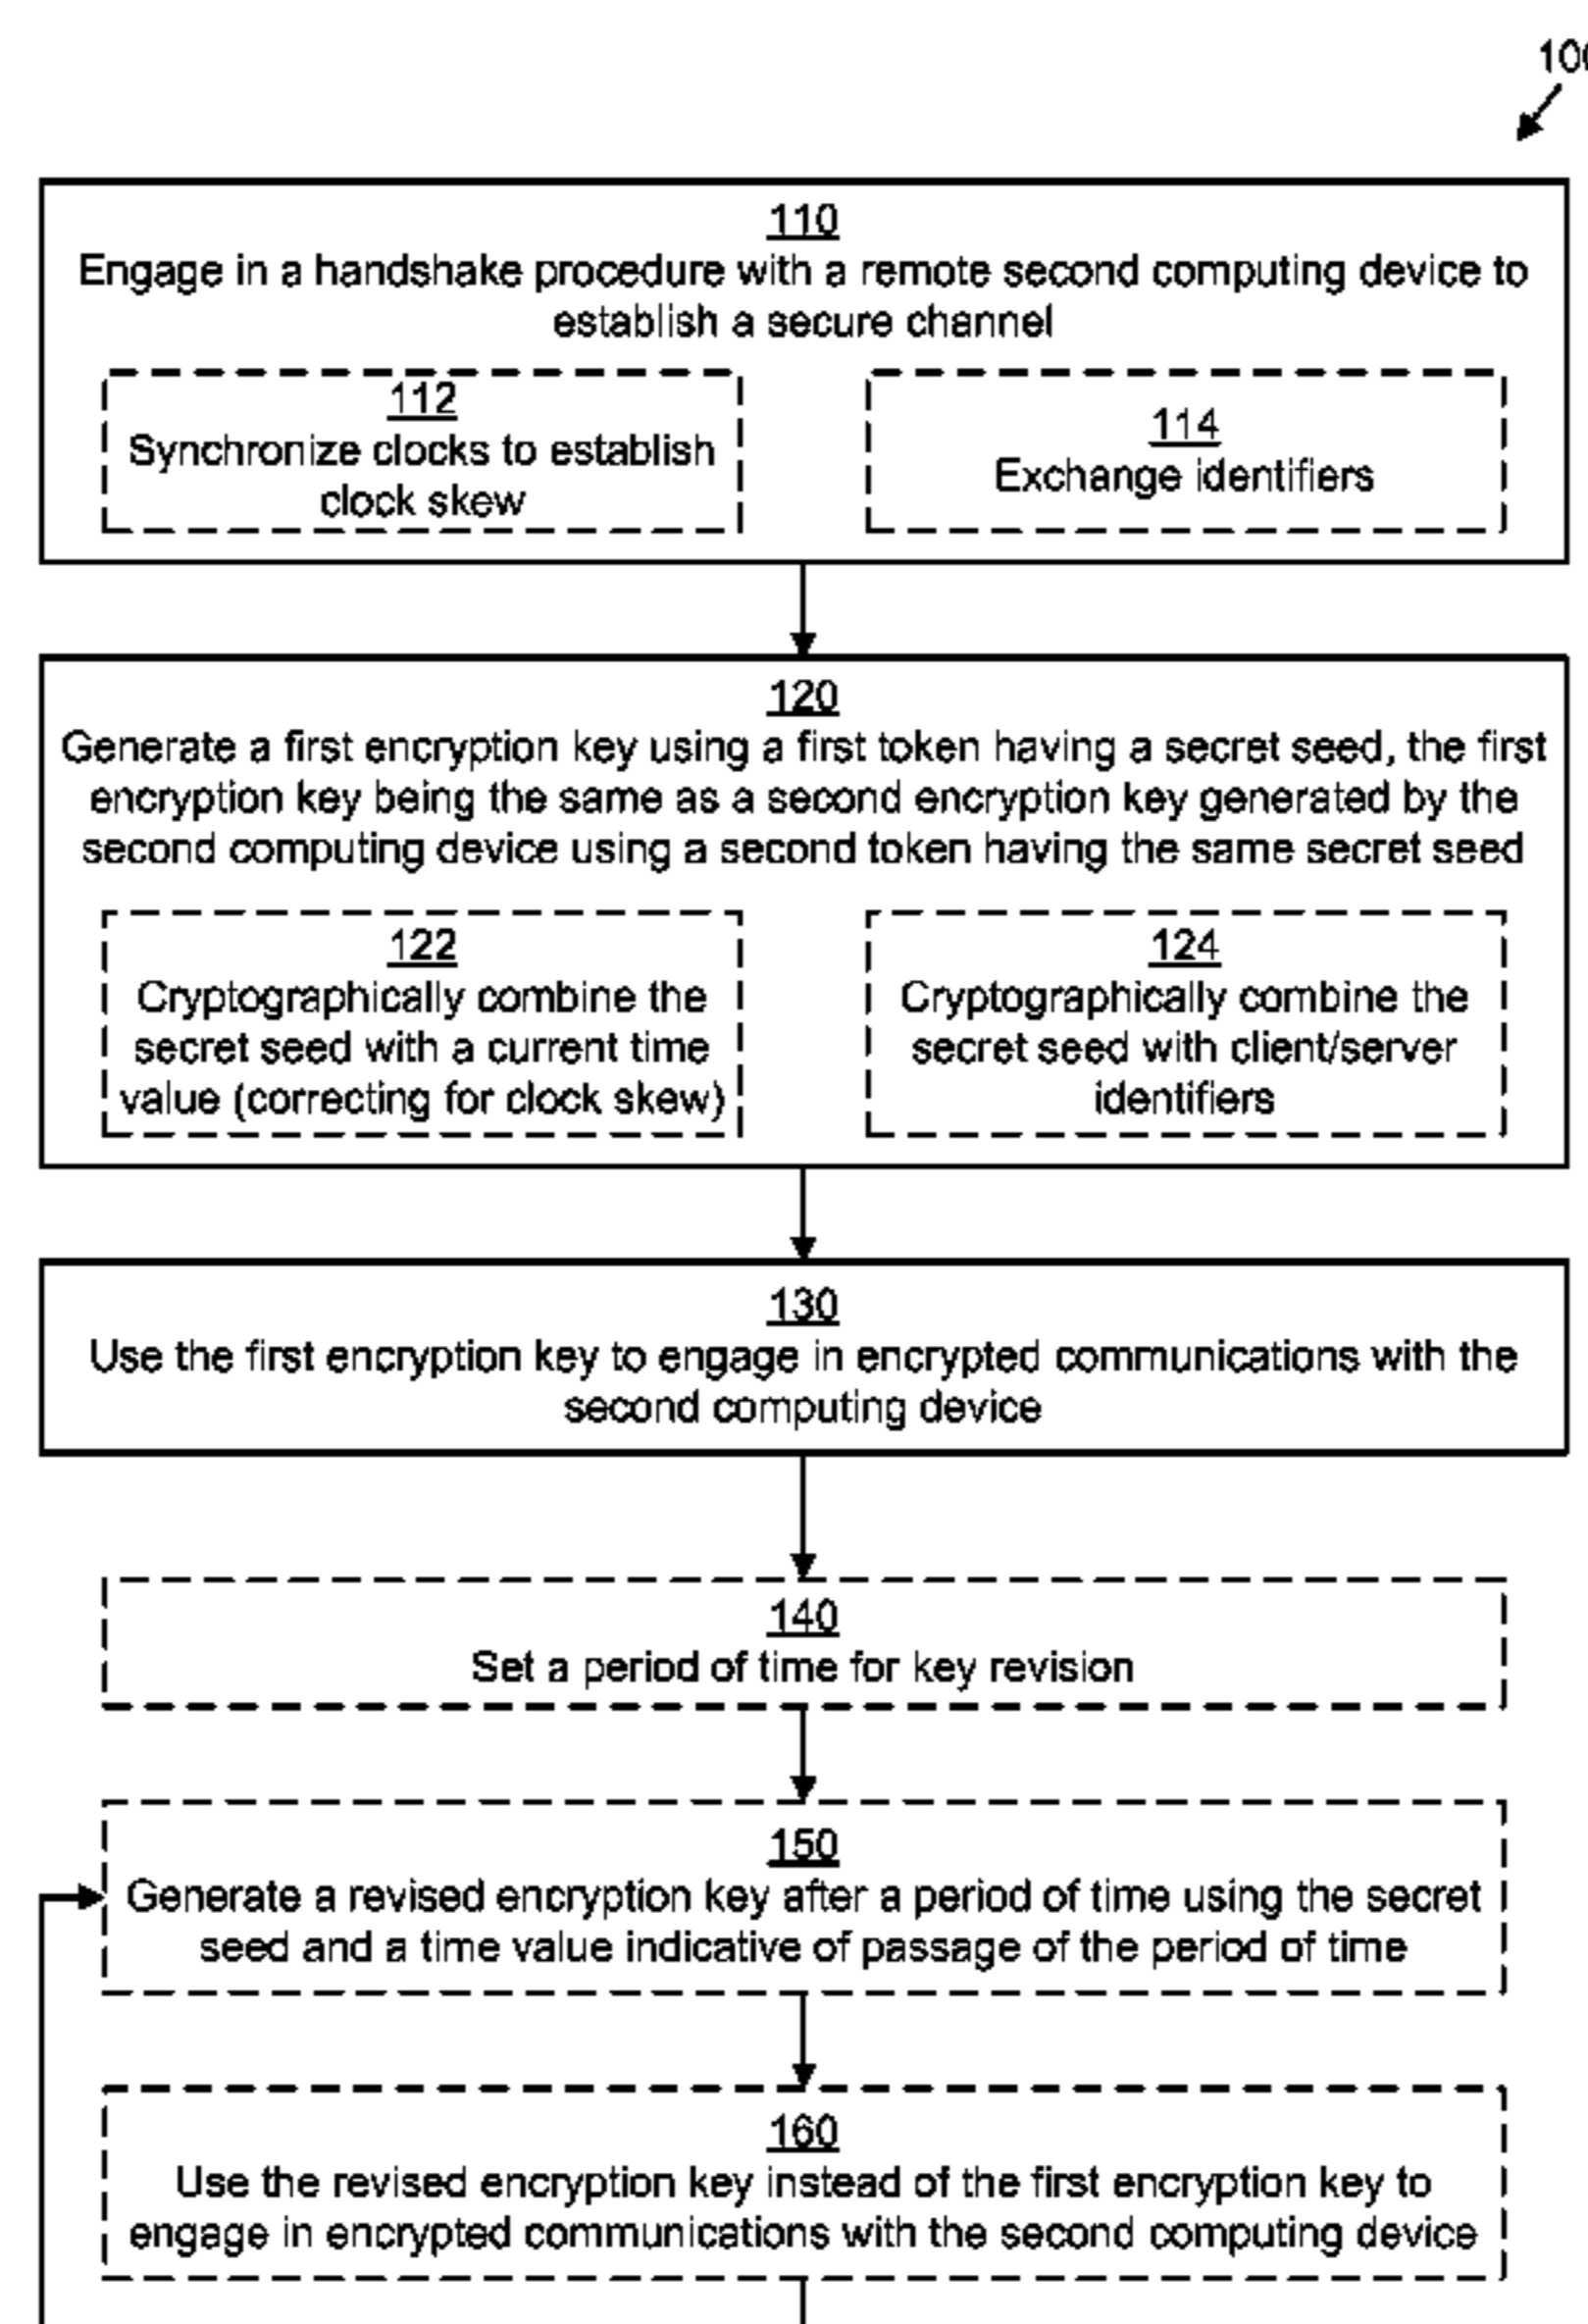 100
110
Engage in a handshake procedure with a remote second computing device to
establish a secure channel
112
Synchronize clocks to establish
clock skew
114
Exchange identifiers
120
Generate a first encryption key using a first token having a secret seed, the first
encryption key being the same as a second encryption key generated by the
second computing device using a second token having the same secret seed
122
Cryptographically combine the
secret seed with a current time
value (correcting for clock skew)
124
Cryptographically combine the
secret seed with client/server
identifiers
130
Use the first encryption key to engage in encrypted communications with the
second computing device
140
Set a period of time for key revision
150
Generate a revised encryption key after a period of time using the secret
seed and a time value indicative of passage of the period of time
160
Use the revised encryption key instead of the first encryption key to
engage in encrypted communications with the second computing device